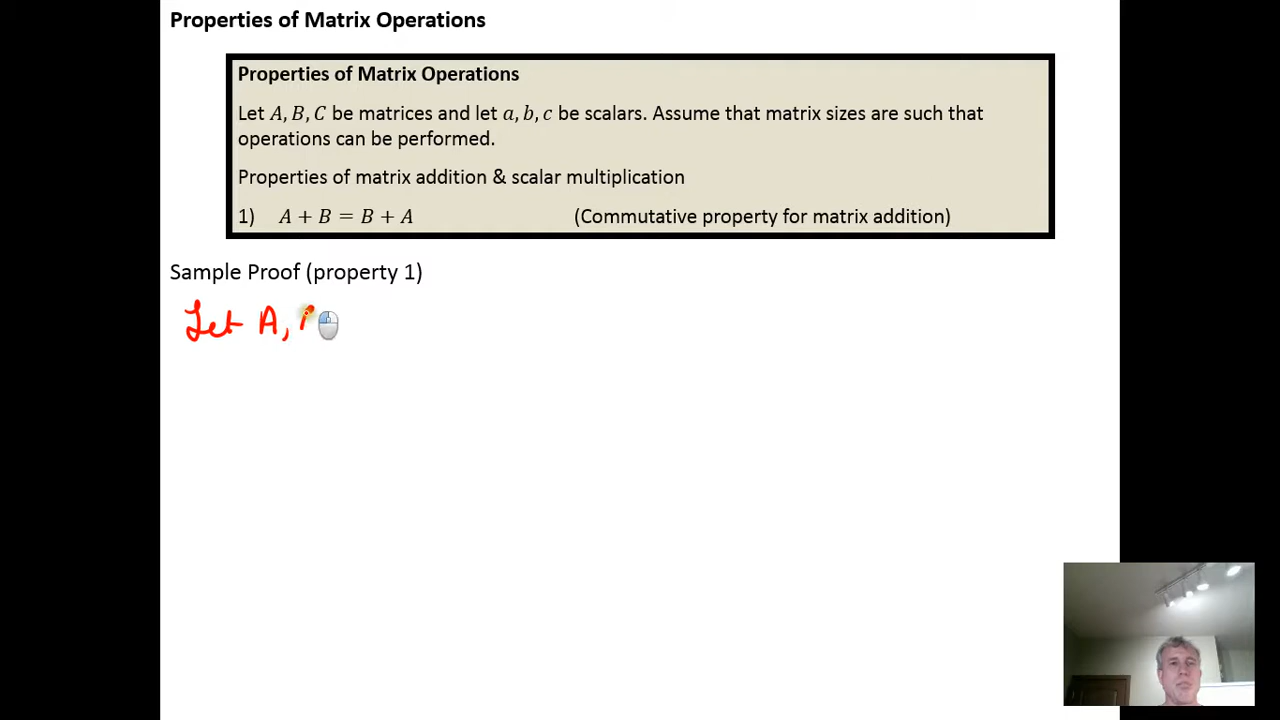 Properties of Matrix Operations
Properties of Matrix Operations
Let A, B, C be matrices and let a, b, c be scalars. Assume that matrix sizes are such that
operations can be performed.
Properties of matrix addition & scalar multiplication
1) A + B = B + A (Commutative property for matrix addition)
Sample Proof (property 1)
Let A,